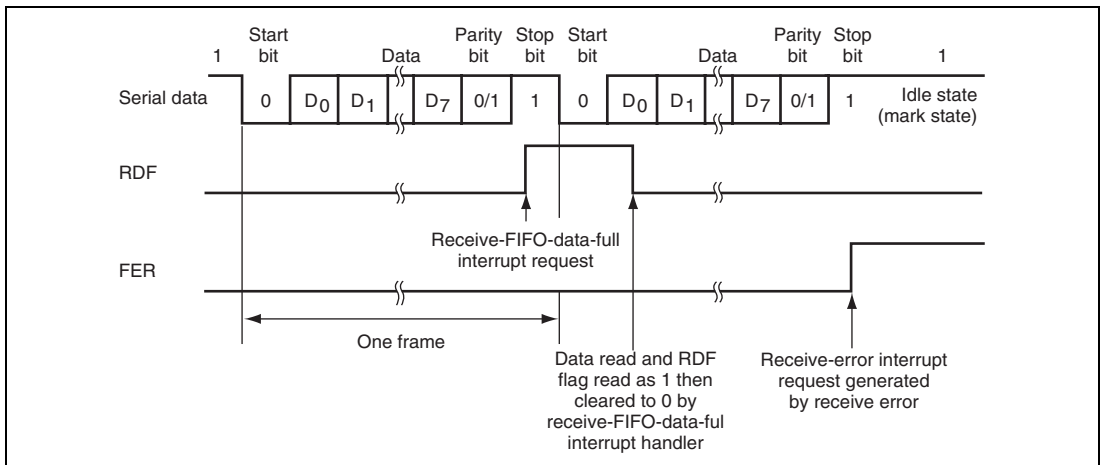 Start Parity Stop Start Parity Stop
1 bit Data bit bit bit Data bit bit 1
Serial data 0 D0 D1 D7 0/1 1 0 D0 D1 D7 0/1 1 Idle state
(mark state)
RDF
Receive-FIFO-data-full
interrupt request
FER
One frame
Data read and RDF
flag read as 1 then
cleared to 0 by
receive-FIFO-data-ful
interrupt handler
Receive-error interrupt
request generated
by receive error